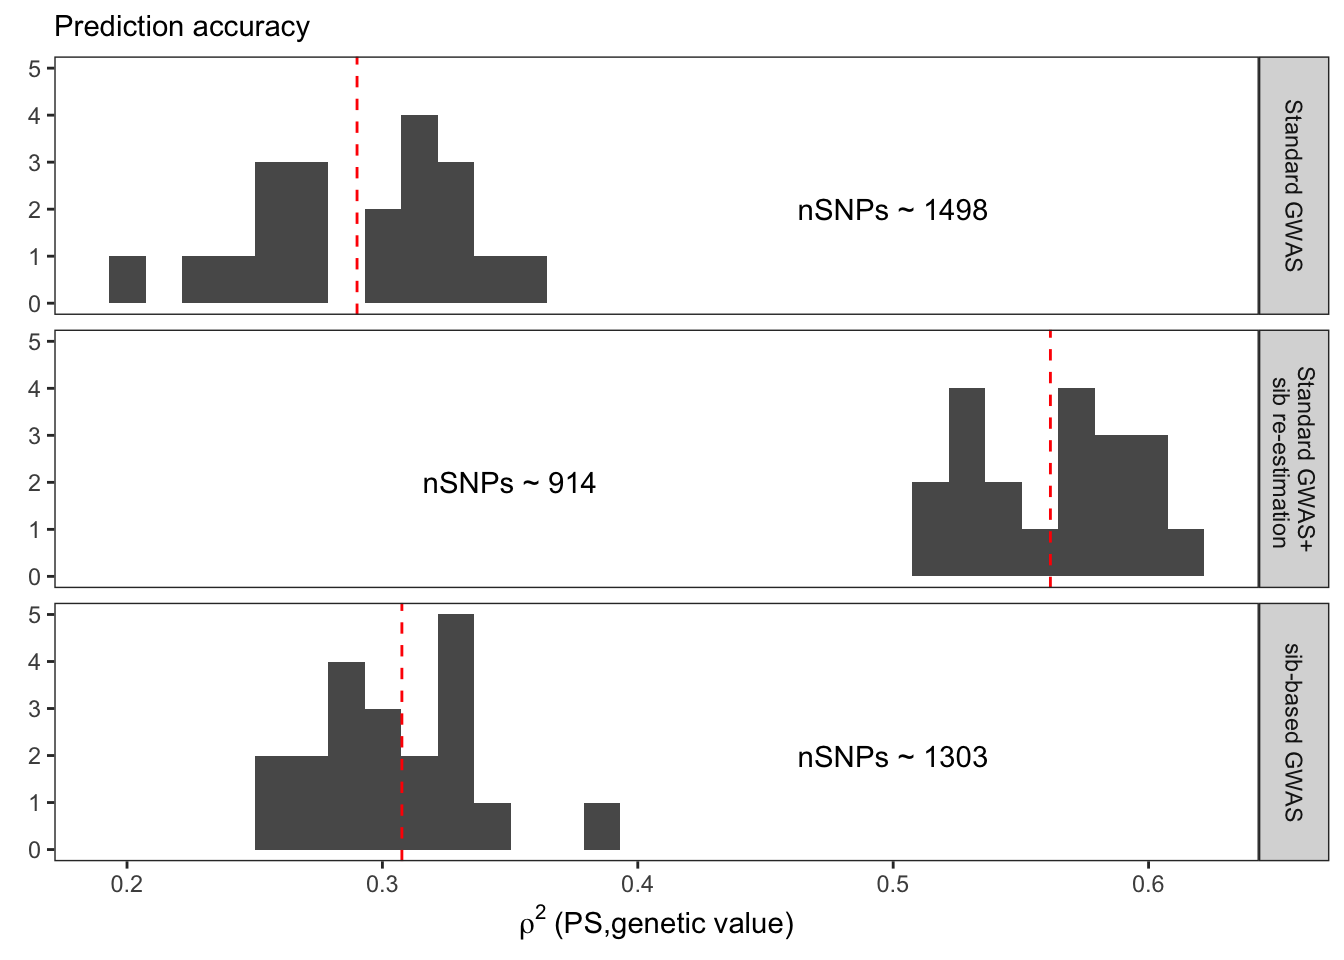 Prediction accuracy
5
4
3
2
1
0
nSNPs ~ 1498
Standard GWAS
5
4
3
2
1
0
nSNPs ~ 914
Standard GWAS+
sib re-estimation
5
4
3
2
1
0
nSNPs ~ 1303
sib-based GWAS
0.2 0.3 0.4 0.5 0.6
ρ² (PS,genetic value)